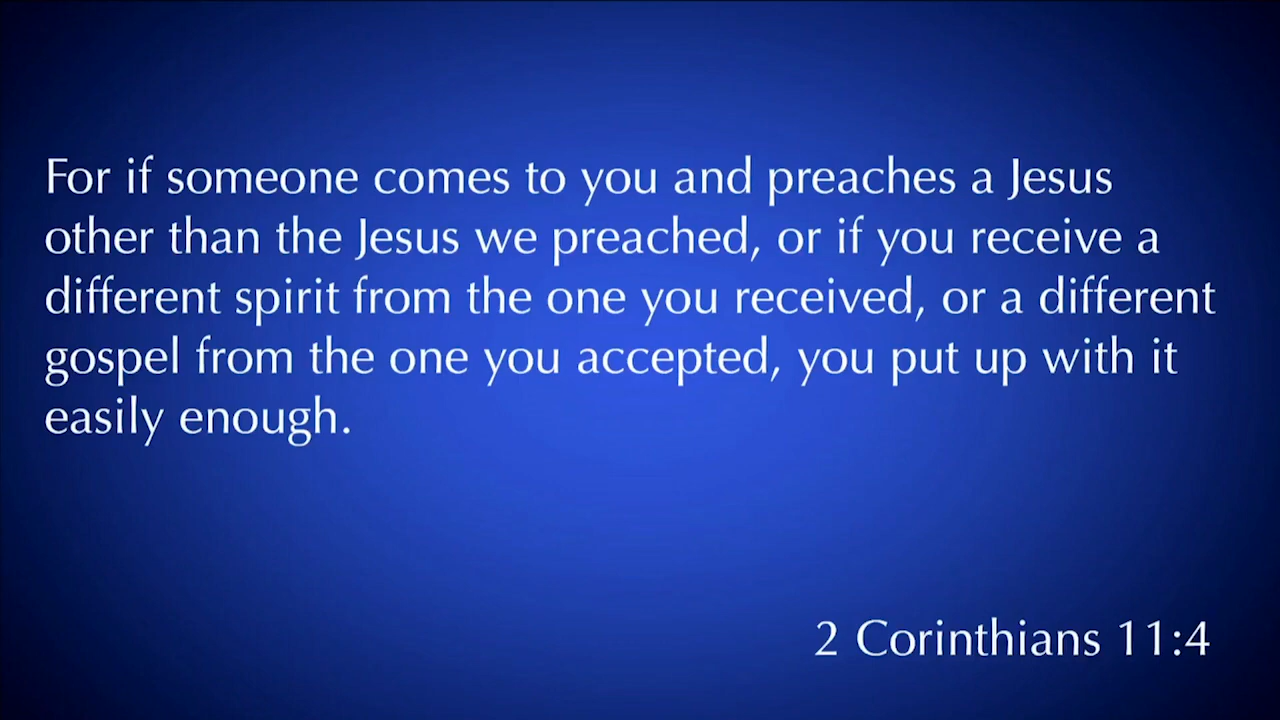 For if someone comes to you and preaches a Jesus
other than the Jesus we preached, or if you receive a
different spirit from the one you received, or a different
gospel from the one you accepted, you put up with it
easily enough.
2 Corinthians 11:4